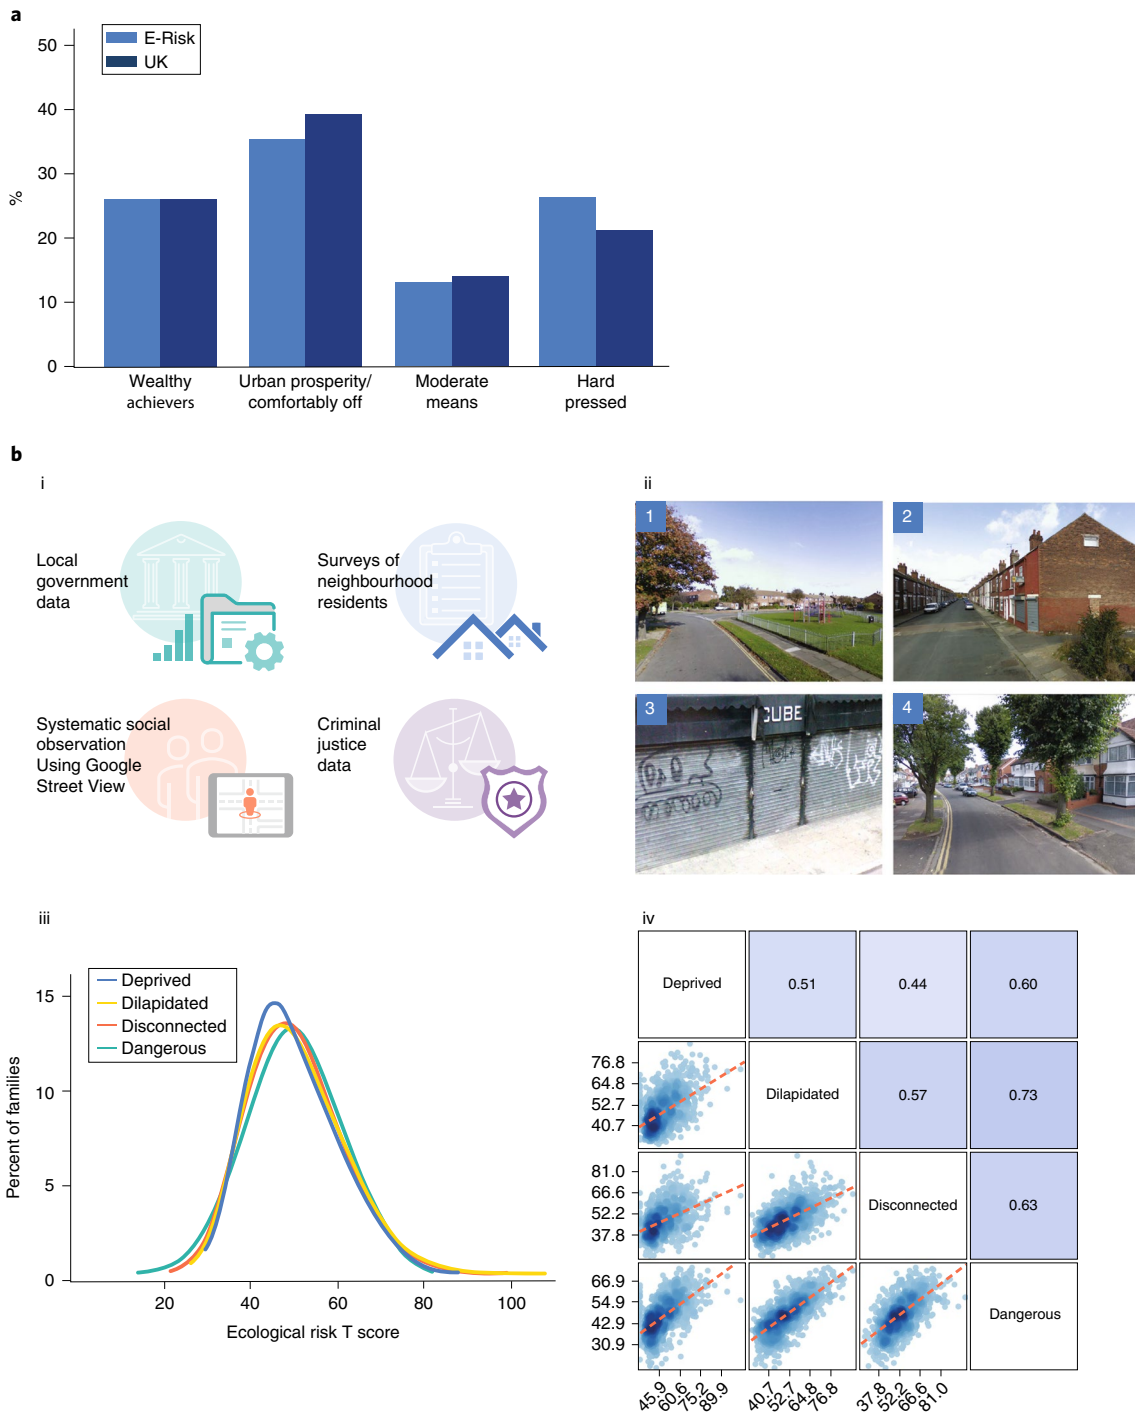 a
50
40
30
20
10
0
%
E-Risk
UK
Wealthy
achievers
Urban prosperity/
comfortably off
Moderate
means
Hard
pressed
b
i
Local
government
data
Surveys of
neighbourhood
residents
Systematic social
observation
Using Google
Street View
Criminal
justice
data
ii
1
2
3
CUBE
4
iii
Deprived
Dilapidated
Disconnected
Dangerous
15
10
5
0
Percent of families
20 40 60 80 100
Ecological risk T score
iv
Deprived 0.51 0.44 0.60
76.8
64.8
52.7
40.7
Dilapidated 0.57 0.73
81.0
66.6
52.2
37.8
Disconnected 0.63
66.9
54.9
42.9
30.9
Dangerous
45.9 60.6 75.2 89.9
40.7 52.7 64.8 76.8
37.8 52.2 66.6 81.0